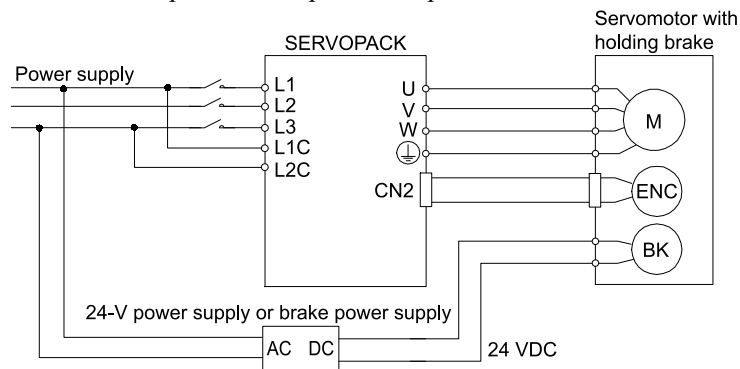 Servomotor with
holding brake
SERVOPACK
Power supply
L1
L2
L3
L1C
L2C
U
V
W
CN2
M
ENC
BK
24-V power supply or brake power supply
AC DC
24 VDC